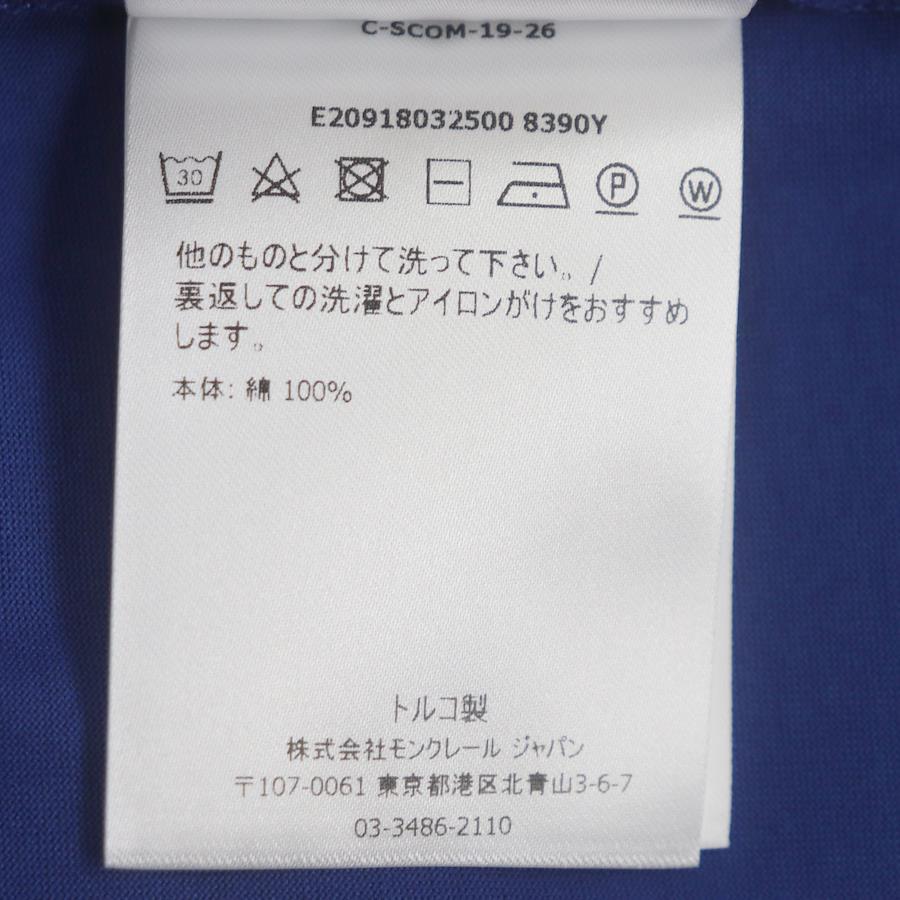 C-SCOM-19-26
E20918032500 8390Y
30 P W
他のものと分けて洗って下さい。/
裏返しての洗濯とアイロンがけをおすすめ
します。
本体: 綿 100%
トルコ製
株式会社モンクレール ジャパン
〒107-0061 東京都港区北青山3-6-7
03-3486-2110